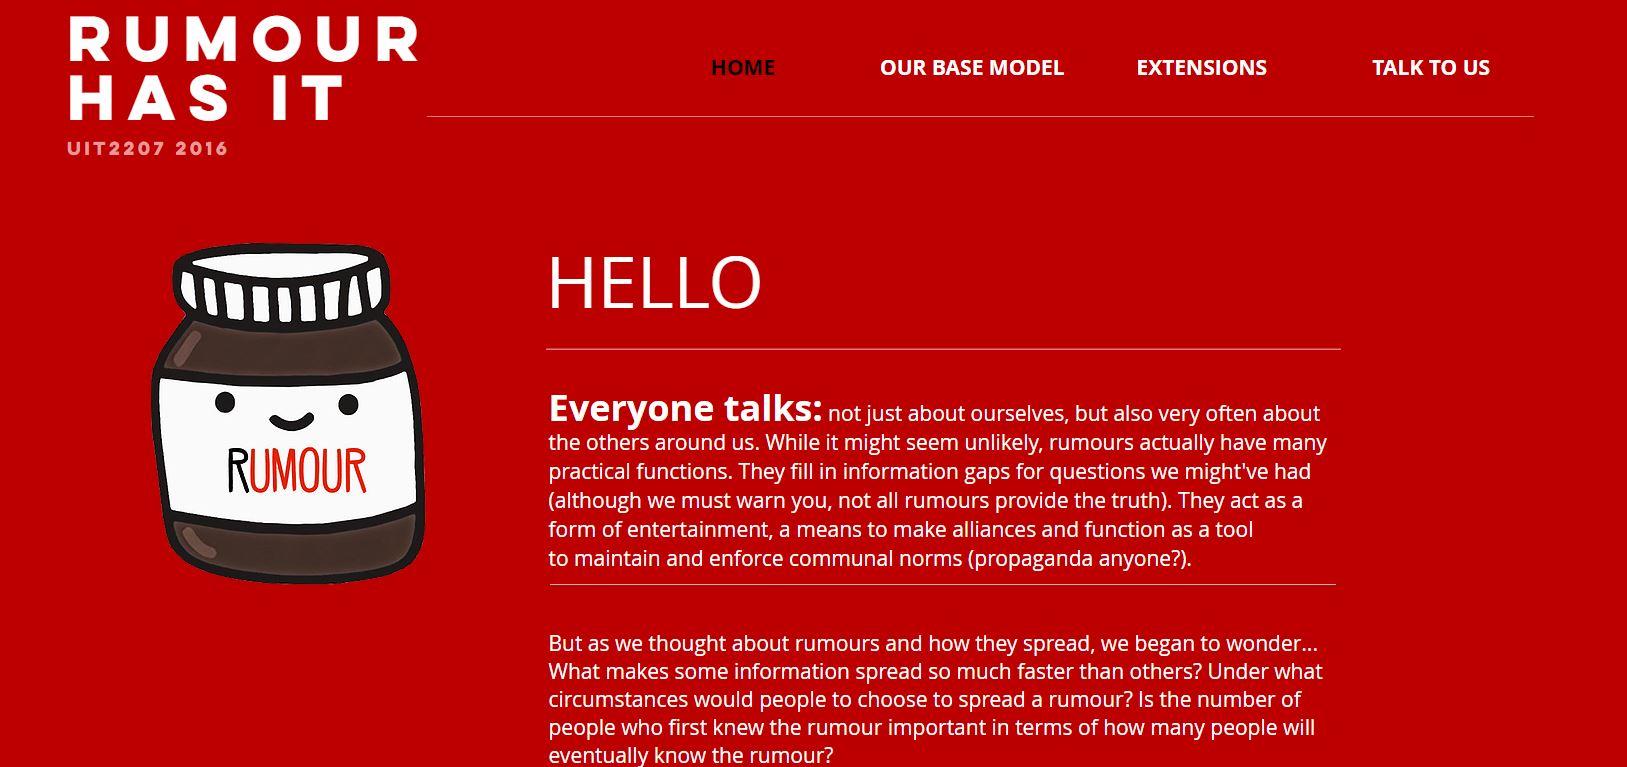 RUMOUR
HAS IT
UIT2207 2016
HOME
OUR BASE MODEL
EXTENSIONS
TALK TO US
RUMOUR
HELLO
Everyone talks: not just about ourselves, but also very often about
the others around us. While it might seem unlikely, rumours actually have many
practical functions. They fill in information gaps for questions we might've had
(although we must warn you, not all rumours provide the truth). They act as a
form of entertainment, a means to make alliances and function as a tool
to maintain and enforce communal norms (propaganda anyone?).
But as we thought about rumours and how they spread, we began to wonder...
What makes some information spread so much faster than others? Under what
circumstances would people to choose to spread a rumour? Is the number of
people who first knew the rumour important in terms of how many people will
eventually know the rumour?